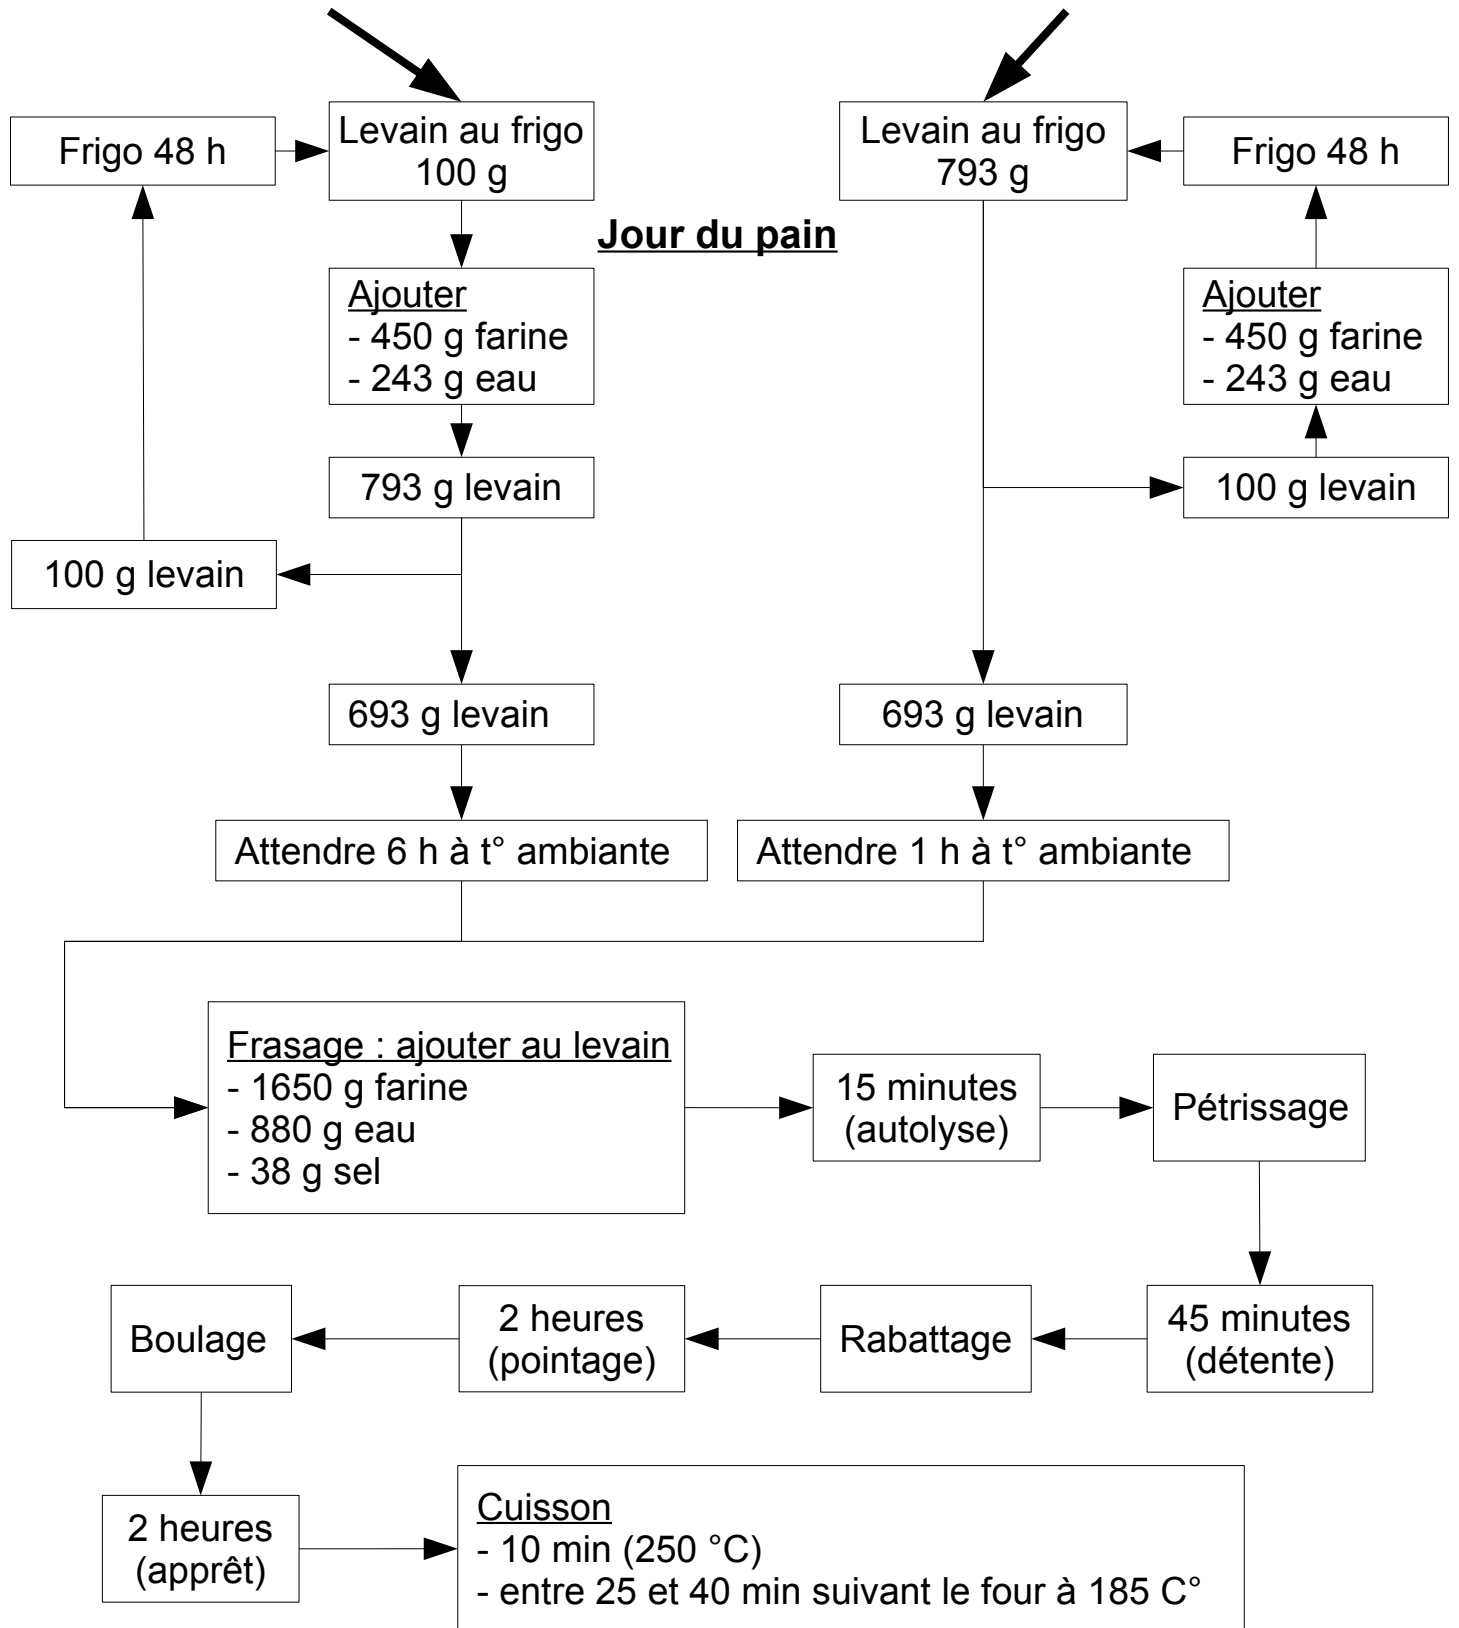 Frigo 48 h
Levain au frigo
100 g
Levain au frigo
793 g
Frigo 48 h
Jour du pain
Ajouter
- 450 g farine
- 243 g eau
Ajouter
- 450 g farine
- 243 g eau
793 g levain
100 g levain
100 g levain
693 g levain
693 g levain
Attendre 6 h à t° ambiante
Attendre 1 h à t° ambiante
Frasage : ajouter au levain
- 1650 g farine
- 880 g eau
- 38 g sel
15 minutes
(autolyse)
Pétrissage
45 minutes
(détente)
Rabattage
2 heures
(pointage)
Boulage
2 heures
(apprêt)
Cuisson
- 10 min (250 °C)
- entre 25 et 40 min suivant le four à 185 C°